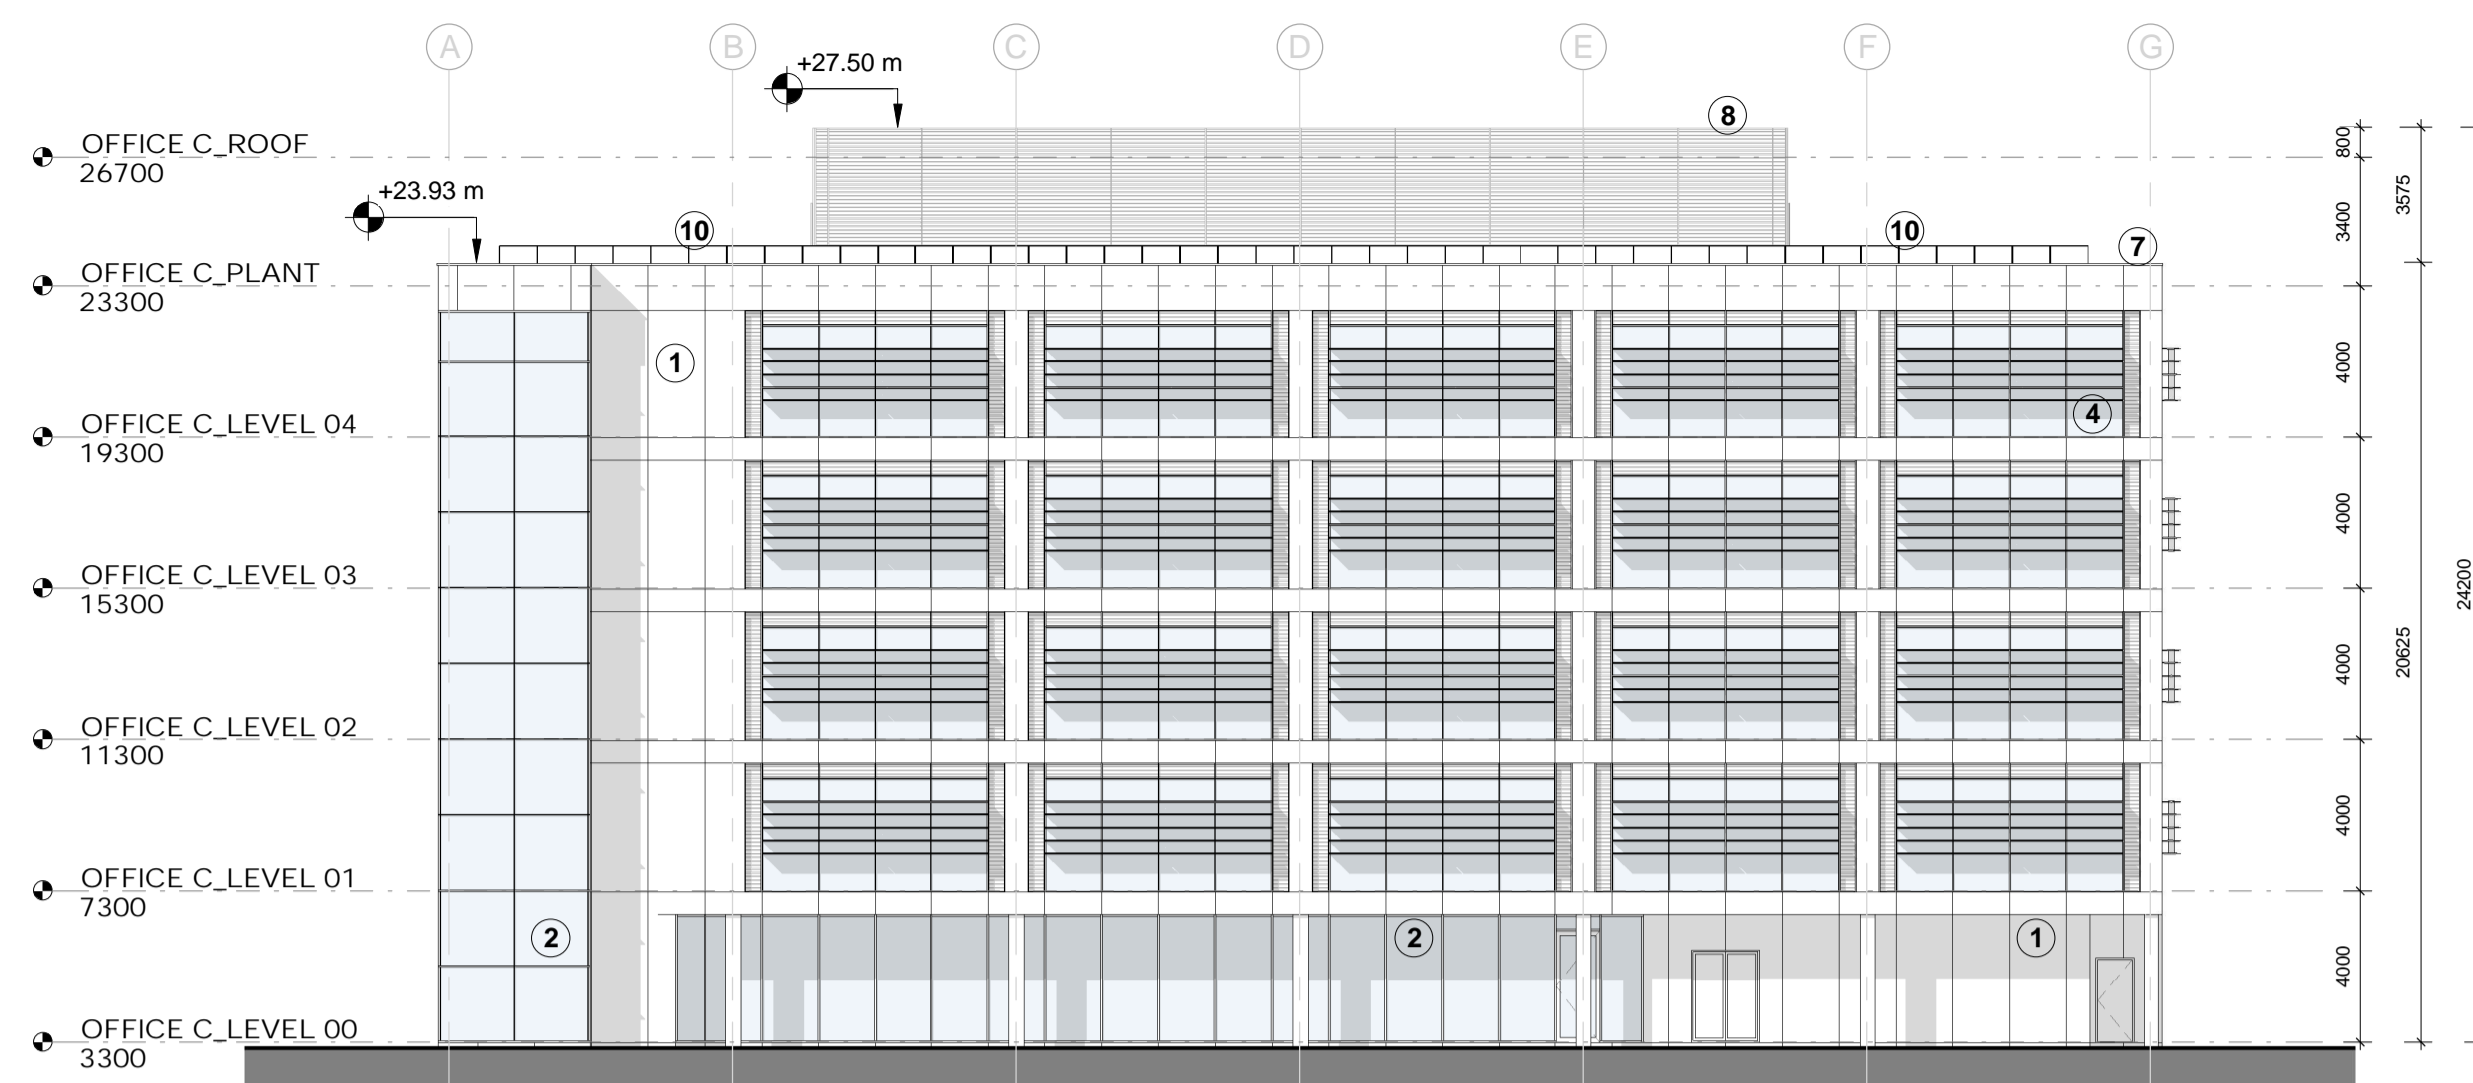 A
B
C
D
E
F
G
+27.50 m
8
OFFICE C_ROOF
26700
800
+23.93 m
3575
3400
10
10
7
OFFICE C_PLANT
23300
1
4000
4
OFFICE C_LEVEL 04
19300
4000
OFFICE C_LEVEL 03
15300
24200
20625
4000
OFFICE C_LEVEL 02
11300
4000
OFFICE C_LEVEL 01
7300
2
2
1
4000
OFFICE C_LEVEL 00
3300